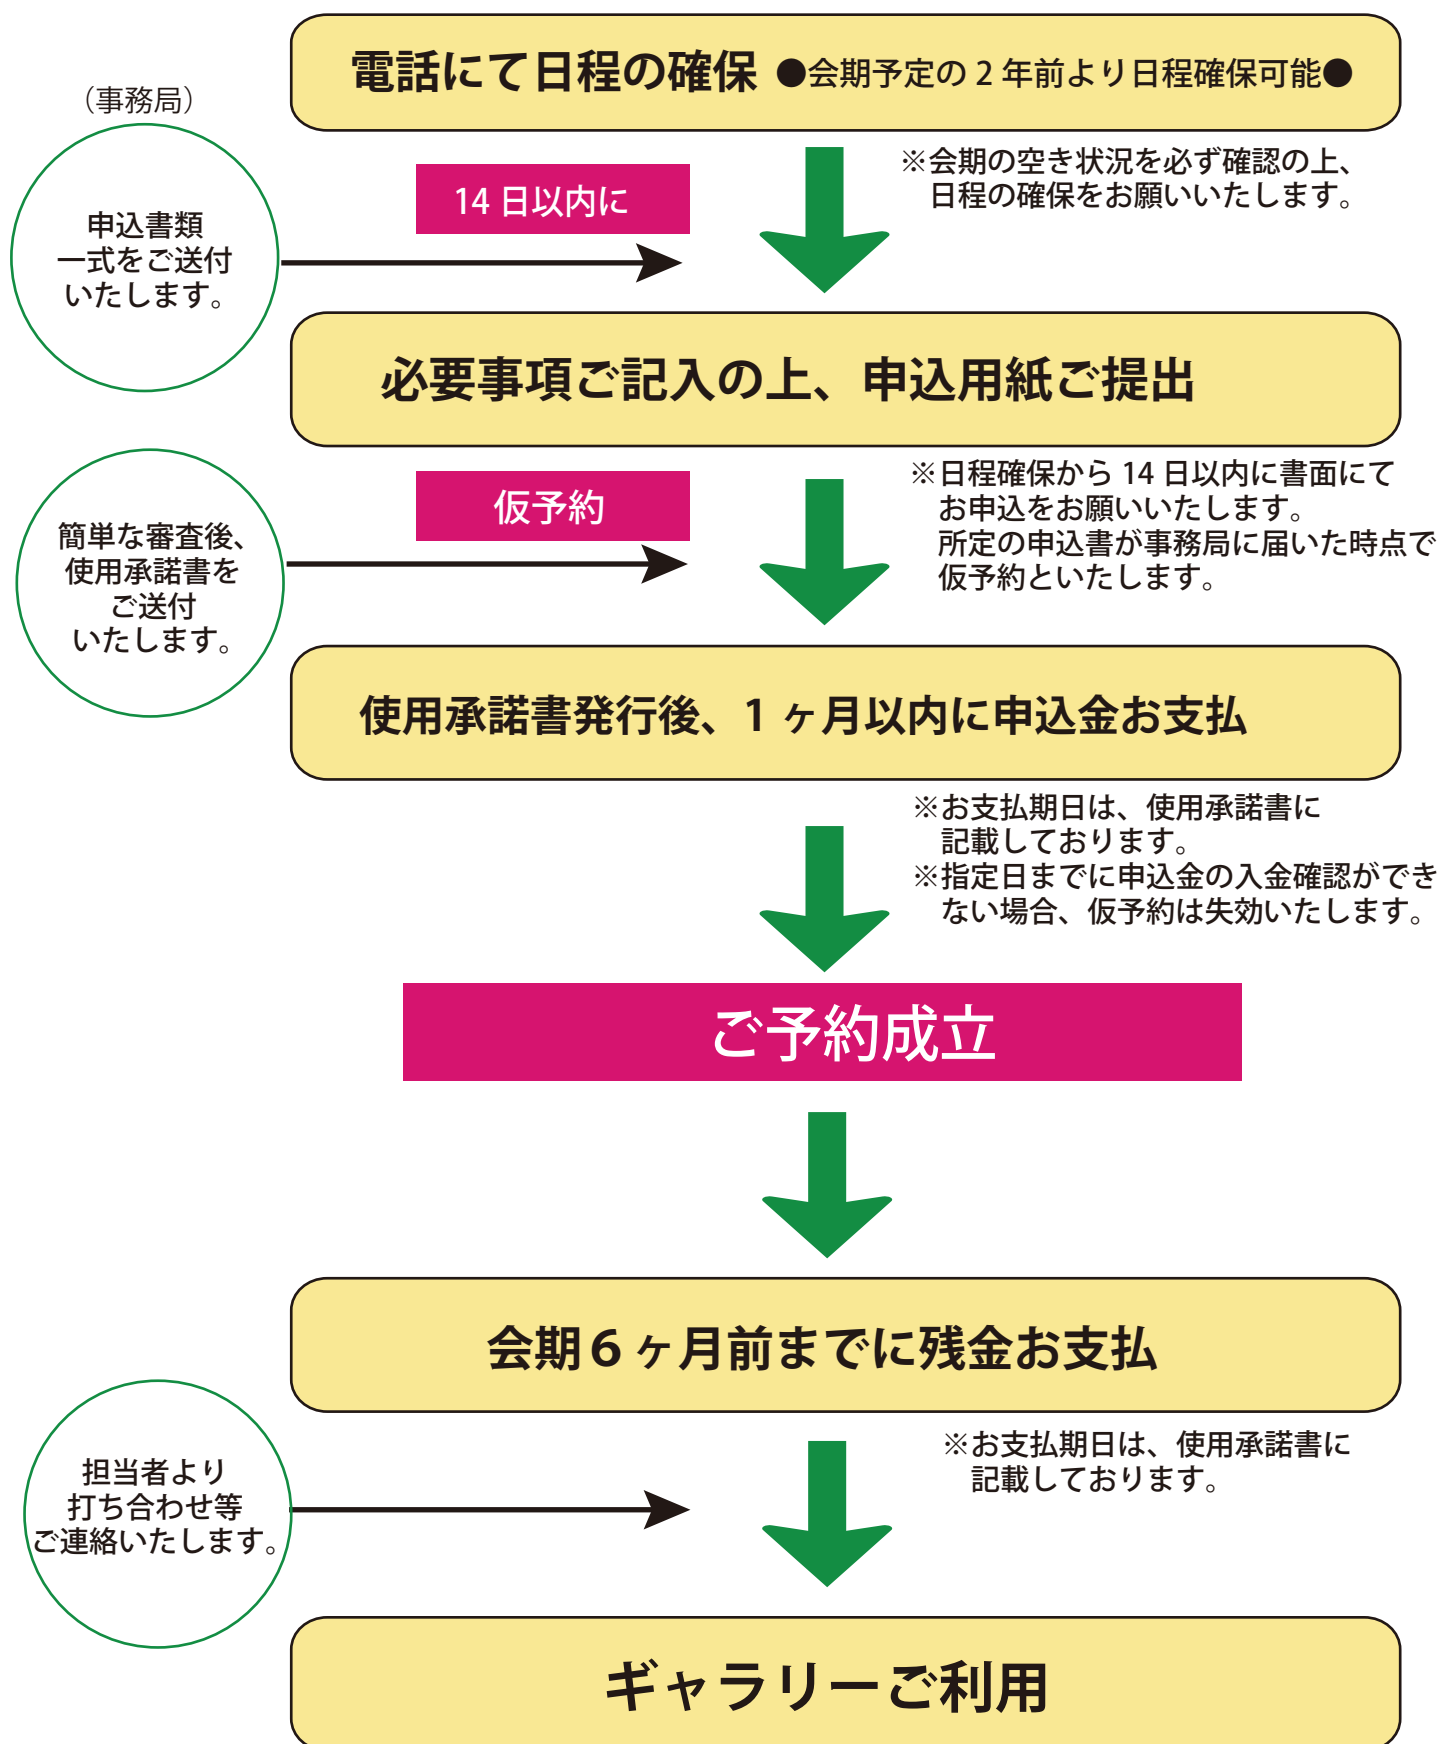 電話にて日程の確保 ●会期予定の 2 年前より日程確保可能●
（事務局）
申込書類
一式をご送付
いたします。
14 日以内に
※会期の空き状況を必ず確認の上、
日程の確保をお願いいたします。
必要事項ご記入の上、申込用紙ご提出
簡単な審査後、
使用承諾書を
ご送付
いたします。
仮予約
※日程確保から 14 日以内に書面にて
お申込をお願いいたします。
所定の申込書が事務局に届いた時点で
仮予約といたします。
使用承諾書発行後、1 ヶ月以内に申込金お支払
※お支払期日は、使用承諾書に
記載しております。
※指定日までに申込金の入金確認ができ
ない場合、仮予約は失効いたします。
ご予約成立
会期６ヶ月前までに残金お支払
担当者より
打ち合わせ等
ご連絡いたします。
※お支払期日は、使用承諾書に
記載しております。
ギャラリーご利用